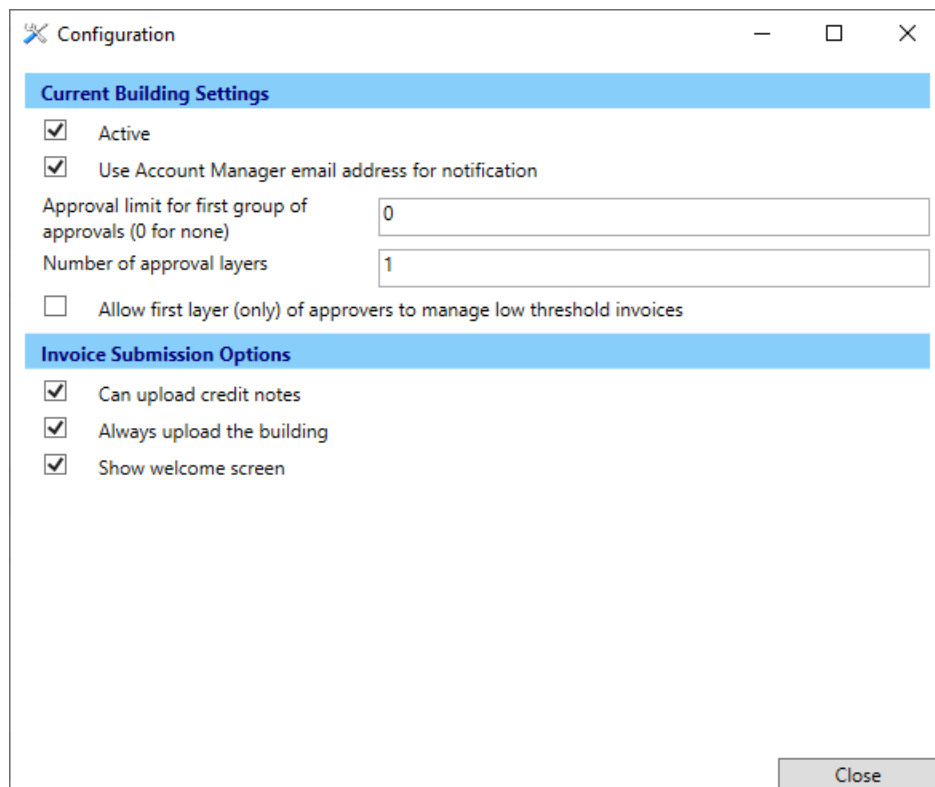 Configuration
Current Building Settings
Active
Use Account Manager email address for notification
Approval limit for first group of
approvals (0 for none)
0
Number of approval layers
1
Allow first layer (only) of approvers to manage low threshold invoices
Invoice Submission Options
Can upload credit notes
Always upload the building
Show welcome screen
Close